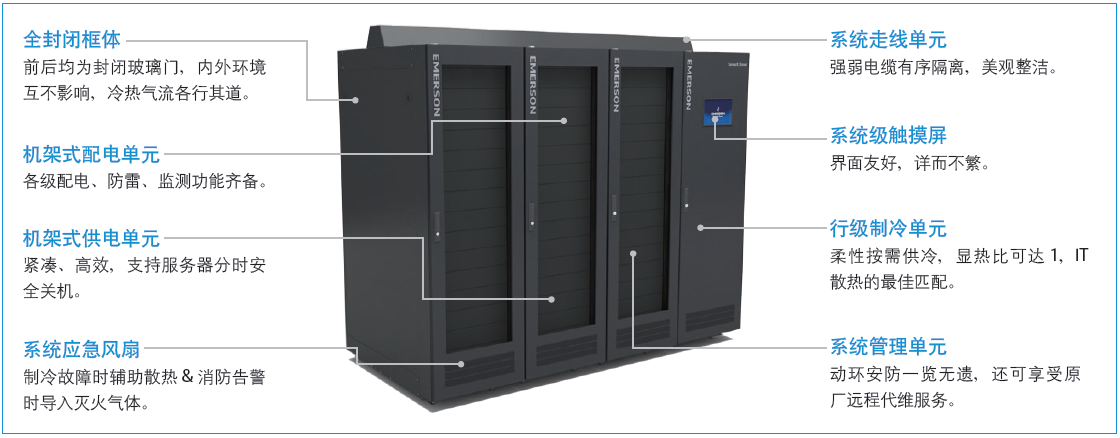 全封闭框体
前后均为封闭玻璃门，内外环境
互不影响，冷热气流各行其道。
机架式配电单元
各级配电、防雷、监测功能齐备。
机架式供电单元
紧凑、高效，支持服务器分时安
全关机。
系统应急风扇
制冷故障时辅助散热 & 消防告警
时导入灭火气体。
EMERSON
EMERSON
EMERSON
EMERSON
系统走线单元
强弱电缆有序隔离，美观整洁。
系统级触摸屏
界面友好，详而不繁。
行级制冷单元
柔性按需供冷，显热比可达 1，IT
散热的最佳匹配。
系统管理单元
动环安防一览无遗，还可享受原
厂远程代维服务。